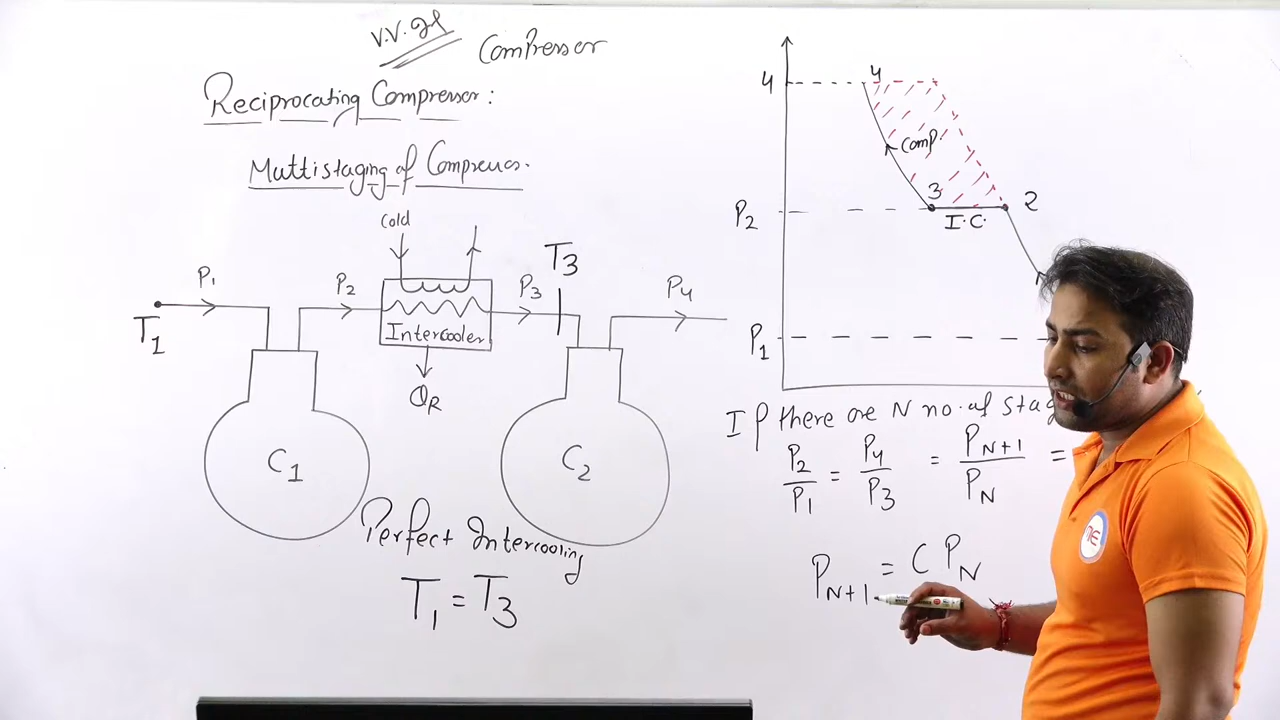 V.V. Compressor
Reciprocating Compressor:
Multistaging of Compressor.
Cold
P1
P2
P3
T3
P4
T1
Intercooler
QR
C1
C2
Perfect Intercooling
T1 = T3
4
4
Comp.
3
2
P2
I.C.
P1
If there are N no. of stag
P2/P1 = P4/P3 = PN+1/PN =
PN+1 = C PN